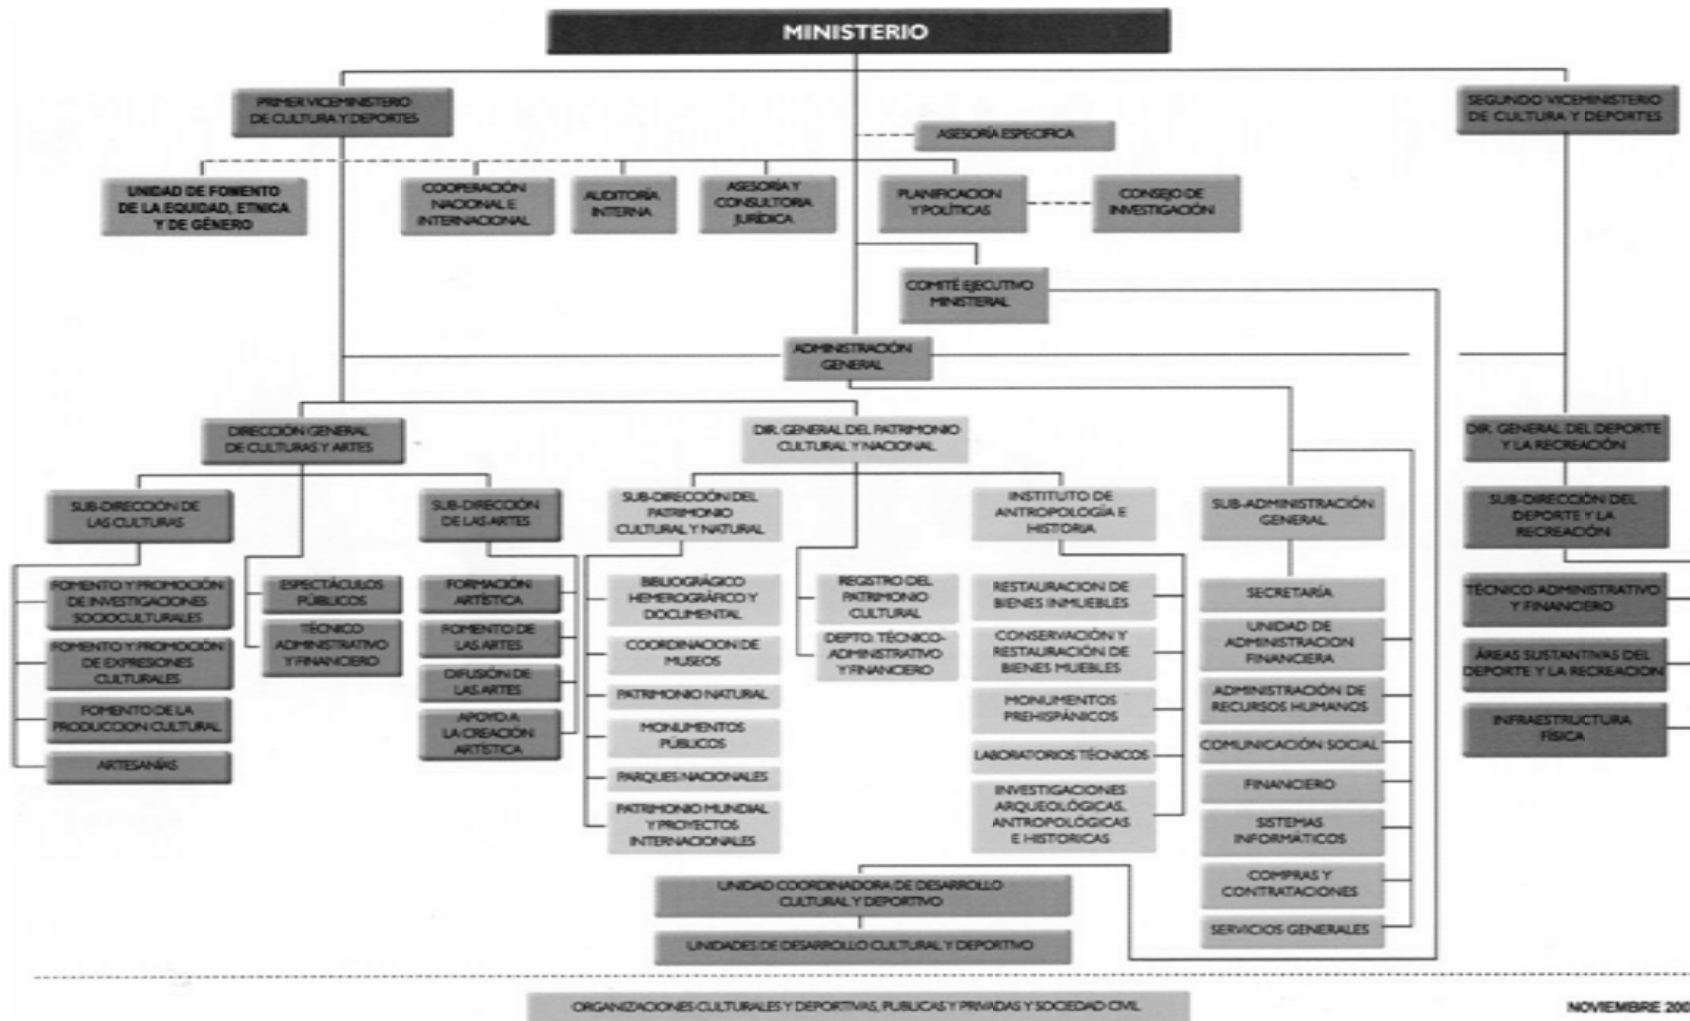 MINISTERIO
PRIMER VICEMINISTERIO
DE CULTURA Y DEPORTES
SEGUNDO VICEMINISTERIO
DE CULTURA Y DEPORTES
ASESORÍA ESPECIFICA
UNIDAD DE FOMENTO
DE LA EQUIDAD, ETNICA
Y DE GÉNERO
COOPERACIÓN
NACIONAL E
INTERNACIONAL
AUDITORÍA
INTERNA
ASESORÍA Y
CONSULTORIA
JURÍDICA
PLANIFICACION
Y POLÍTICAS
CONSEJO DE
INVESTIGACIÓN
COMITÉ EJECUTIVO
MINISTERIAL
ADMINISTRACIÓN
GENERAL
DIRECCIÓN GENERAL
DE CULTURAS Y ARTES
DIR. GENERAL DEL PATRIMONIO
CULTURAL Y NACIONAL
DIR. GENERAL DEL DEPORTE
Y LA RECREACIÓN
SUB-DIRECCIÓN DE
LAS CULTURAS
SUB-DIRECCIÓN
DE LAS ARTES
SUB-DIRECCIÓN DEL
PATRIMONIO
CULTURAL Y NATURAL
INSTITUTO DE
ANTROPOLOGÍA E
HISTORIA
SUB-ADMINISTRACIÓN
GENERAL
SUB-DIRECCIÓN DEL
DEPORTE Y LA
RECREACIÓN
FOMENTO Y PROMOCIÓN
DE INVESTIGACIONES
SOCIOCULTURALES
FOMENTO Y PROMOCIÓN
DE EXPRESIONES
CULTURALES
FOMENTO DE LA
PRODUCCION CULTURAL
ARTESANÍAS
ESPECTÁCULOS
PÚBLICOS
TÉCNICO
ADMINISTRATIVO
Y FINANCIERO
FORMACIÓN
ARTÍSTICA
FOMENTO DE
LAS ARTES
DIFUSIÓN
DE LAS ARTES
APOYO A
LA CREACIÓN
ARTÍSTICA
BIBLIOGRÁGICO
HEMEROGRÁFICO Y
DOCUMENTAL
COORDINACION DE
MUSEOS
PATRIMONIO NATURAL
MONUMENTOS
PÚBLICOS
PARQUES NACIONALES
PATRIMONIO MUNDIAL
Y PROYECTOS
INTERNACIONALES
REGISTRO DEL
PATRIMONIO
CULTURAL
DEPTO. TÉCNICO-
ADMINISTRATIVO
Y FINANCIERO
RESTAURACION DE
BIENES INMUEBLES
CONSERVACIÓN Y
RESTAURACIÓN DE
BIENES MUEBLES
MONUMENTOS
PREHISPÁNICOS
LABORATORIOS TÉCNICOS
INVESTIGACIONES
ARQUEOLÓGICAS,
ANTROPOLÓGICAS
E HISTORICAS
SECRETARÍA
UNIDAD DE
ADMINISTRACION
FINANCIERA
ADMINISTRACIÓN DE
RECURSOS HUMANOS
COMUNICACIÓN SOCIAL
FINANCIERO
SISTEMAS
INFORMÁTICOS
COMPRAS Y
CONTRATACIONES
SERVICIOS GENERALES
TÉCNICO ADMINISTRATIVO
Y FINANCIERO
ÁREAS SUSTANTIVAS DEL
DEPORTE Y LA RECREACION
INFRAESTRUCTURA
FÍSICA
UNIDAD COORDINADORA DE DESARROLLO
CULTURAL Y DEPORTIVO
UNIDADES DE DESARROLLO CULTURAL Y DEPORTIVO
ORGANIZACIONES CULTURALES Y DEPORTIVAS, PUBLICAS Y PRIVADAS Y SOCIEDAD CIVIL
NOVIEMBRE 200